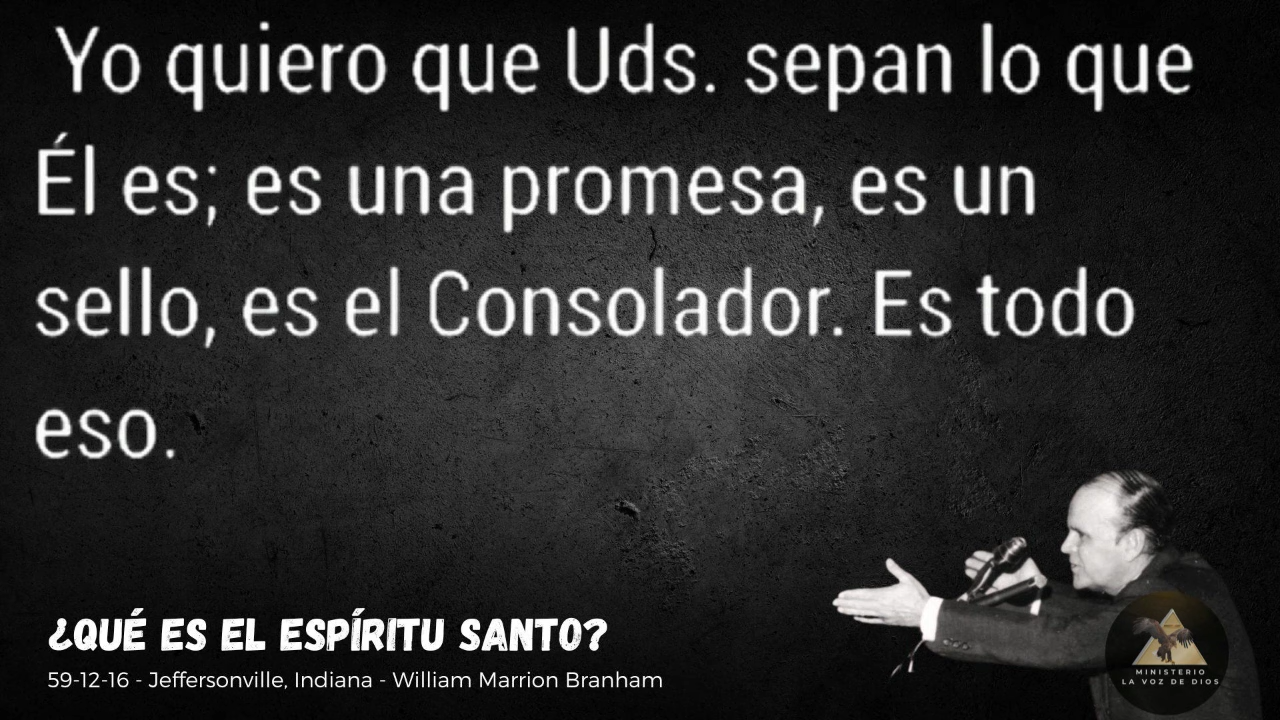 Yo quiero que Uds. sepan lo que
Él es; es una promesa, es un
sello, es el Consolador. Es todo
eso.
¿QUÉ ES EL ESPÍRITU SANTO?
59-12-16 - Jeffersonville, Indiana - William Marrion Branham
MINISTERIO
LA VOZ DE DIOS